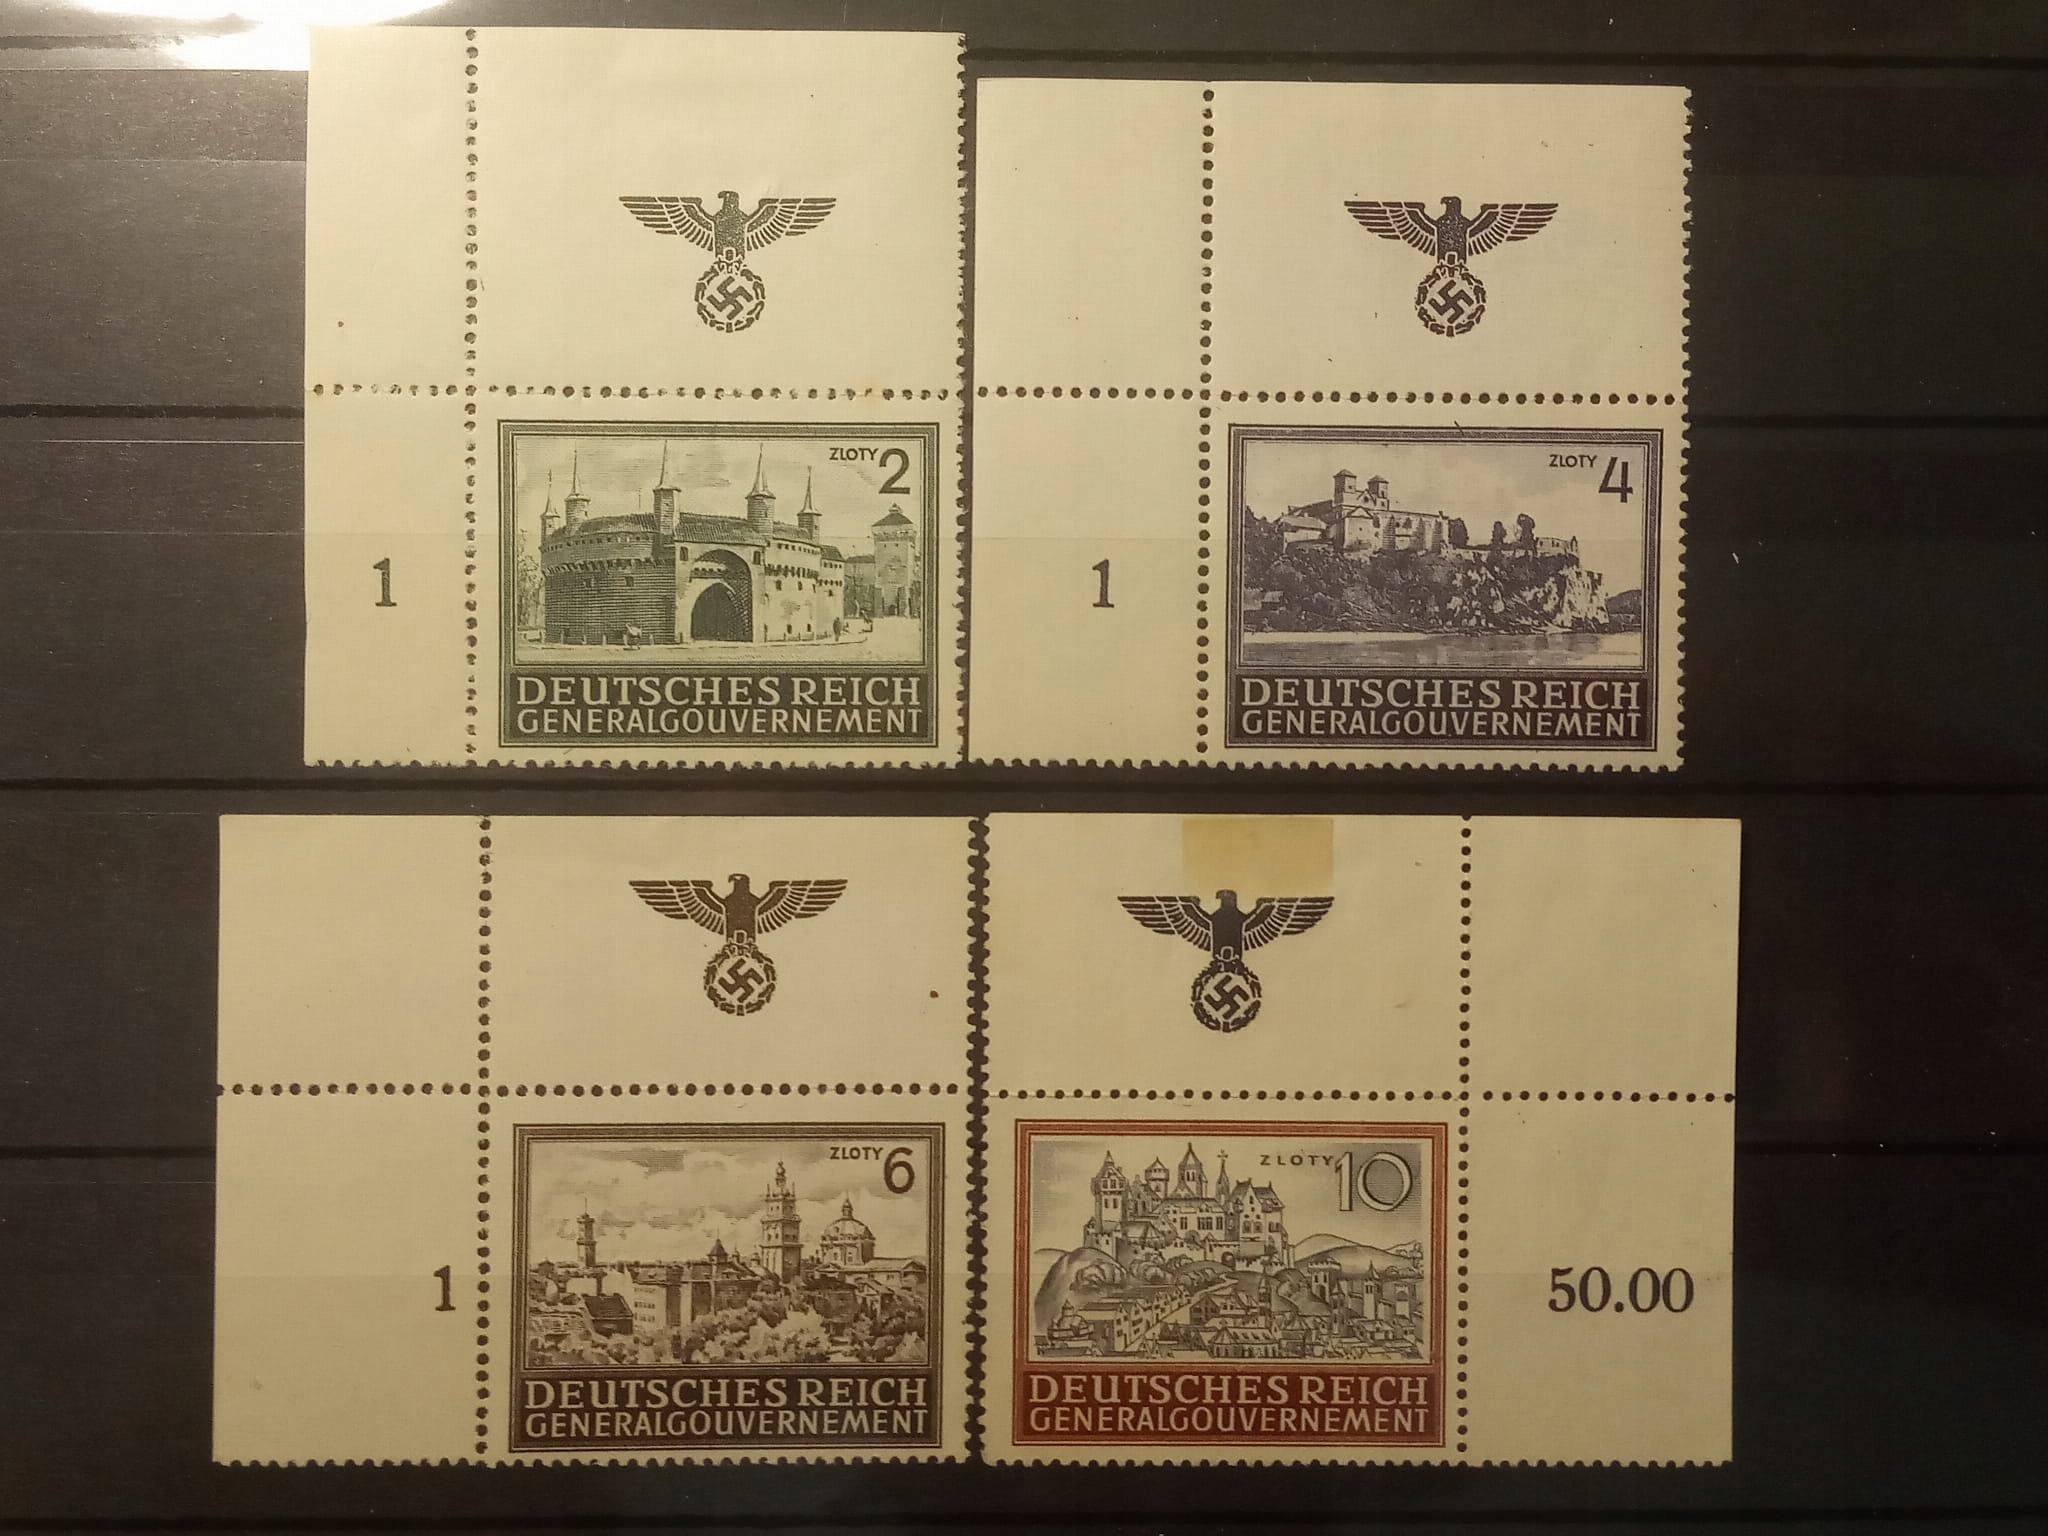 ZLOTY 2
1
DEUTSCHES REICH
GENERALGOUVERNEMENT
ZLOTY 4
1
DEUTSCHES REICH
GENERALGOUVERNEMENT
ZLOTY 6
1
DEUTSCHES REICH
GENERALGOUVERNEMENT
ZLOTY 10
50.00
DEUTSCHES REICH
GENERALGOUVERNEMENT